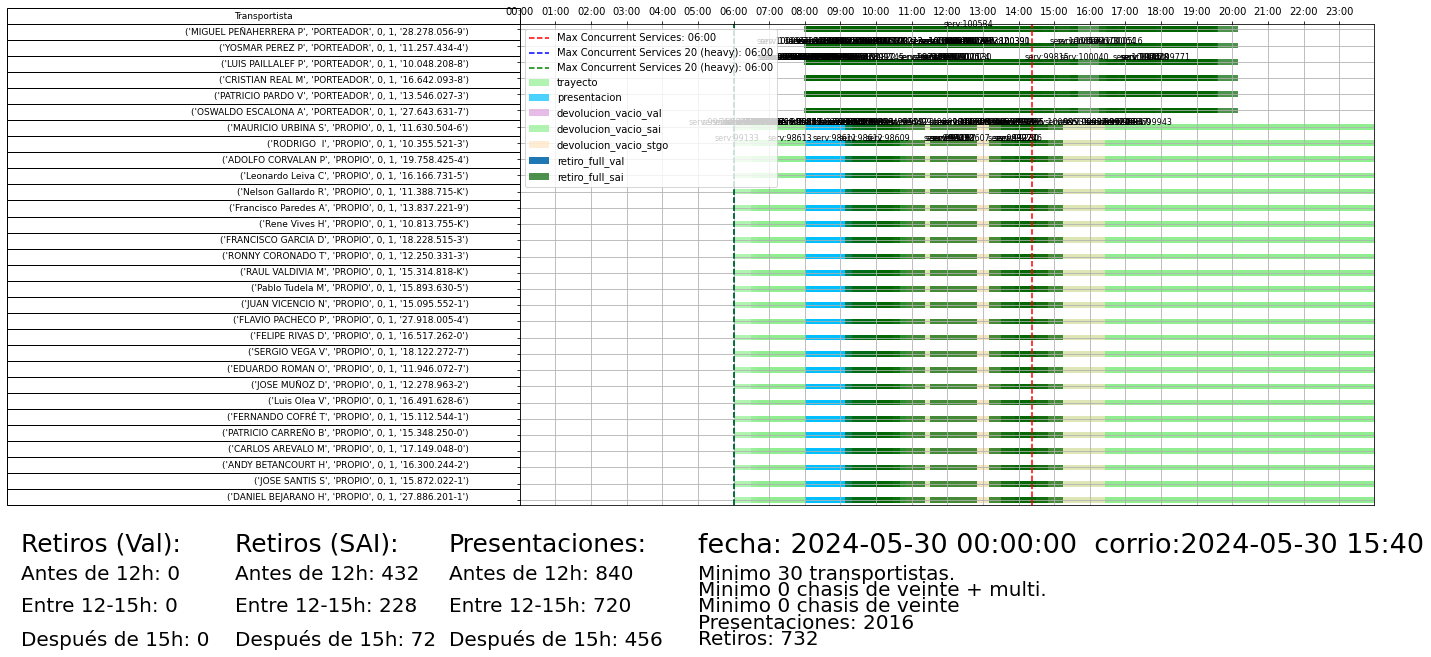 Transportista
00:00 01:00 02:00 03:00 04:00 05:00 06:00 07:00 08:00 09:00 10:00 11:00 12:00 13:00 14:00 15:00 16:00 17:00 18:00 19:00 20:00 21:00 22:00 23:00
('MIGUEL PEÑAHERRERA P', 'PORTEADOR', 0, 1, '28.278.056-9')
('YOSMAR PEREZ P', 'PORTEADOR', 0, 1, '11.257.434-4')
('LUIS PAILLALEF P', 'PORTEADOR', 0, 1, '10.048.208-8')
('CRISTIAN REAL M', 'PORTEADOR', 0, 1, '16.642.093-8')
('PATRICIO PARDO V', 'PORTEADOR', 0, 1, '13.546.027-3')
('OSWALDO ESCALONA A', 'PORTEADOR', 0, 1, '27.643.631-7')
('MAURICIO URBINA S', 'PROPIO', 0, 1, '11.630.504-6')
('RODRIGO  I', 'PROPIO', 0, 1, '10.355.521-3')
('ADOLFO CORVALAN P', 'PROPIO', 0, 1, '19.758.425-4')
('Leonardo Leiva C', 'PROPIO', 0, 1, '16.166.731-5')
('Nelson Gallardo R', 'PROPIO', 0, 1, '11.388.715-K')
('Francisco Paredes A', 'PROPIO', 0, 1, '13.837.221-9')
('Rene Vives H', 'PROPIO', 0, 1, '10.813.755-K')
('FRANCISCO GARCIA D', 'PROPIO', 0, 1, '18.228.515-3')
('RONNY CORONADO T', 'PROPIO', 0, 1, '12.250.331-3')
('RAUL VALDIVIA M', 'PROPIO', 0, 1, '15.314.818-K')
('Pablo Tudela M', 'PROPIO', 0, 1, '15.893.630-5')
('JUAN VICENCIO N', 'PROPIO', 0, 1, '15.095.552-1')
('FLAVIO PACHECO P', 'PROPIO', 0, 1, '27.918.005-4')
('FELIPE RIVAS D', 'PROPIO', 0, 1, '16.517.262-0')
('SERGIO VEGA V', 'PROPIO', 0, 1, '18.122.272-7')
('EDUARDO ROMAN O', 'PROPIO', 0, 1, '11.946.072-7')
('JOSE MUÑOZ D', 'PROPIO', 0, 1, '12.278.963-2')
('Luis Olea V', 'PROPIO', 0, 1, '16.491.628-6')
('FERNANDO COFRÉ T', 'PROPIO', 0, 1, '15.112.544-1')
('PATRICIO CARREÑO B', 'PROPIO', 0, 1, '15.348.250-0')
('CARLOS AREVALO M', 'PROPIO', 0, 1, '17.149.048-0')
('ANDY BETANCOURT H', 'PROPIO', 0, 1, '16.300.244-2')
('JOSE SANTIS S', 'PROPIO', 0, 1, '15.872.022-1')
('DANIEL BEJARANO H', 'PROPIO', 0, 1, '27.886.201-1')
Max Concurrent Services: 06:00
Max Concurrent Services 20 (heavy): 06:00
Max Concurrent Services 20 (heavy): 06:00
trayecto
presentacion
devolucion_vacio_val
devolucion_vacio_sai
devolucion_vacio_stgo
retiro_full_val
retiro_full_sai
serv:100584
serv:99133 serv:98613
Retiros (Val):
Antes de 12h: 0
Entre 12-15h: 0
Después de 15h: 0
Retiros (SAI):
Antes de 12h: 432
Entre 12-15h: 228
Después de 15h: 72
Presentaciones:
Antes de 12h: 840
Entre 12-15h: 720
Después de 15h: 456
fecha: 2024-05-30 00:00:00  corrio:2024-05-30 15:40
Minimo 30 transportistas.
Minimo 0 chasis de veinte + multi.
Minimo 0 chasis de veinte
Presentaciones: 2016
Retiros: 732